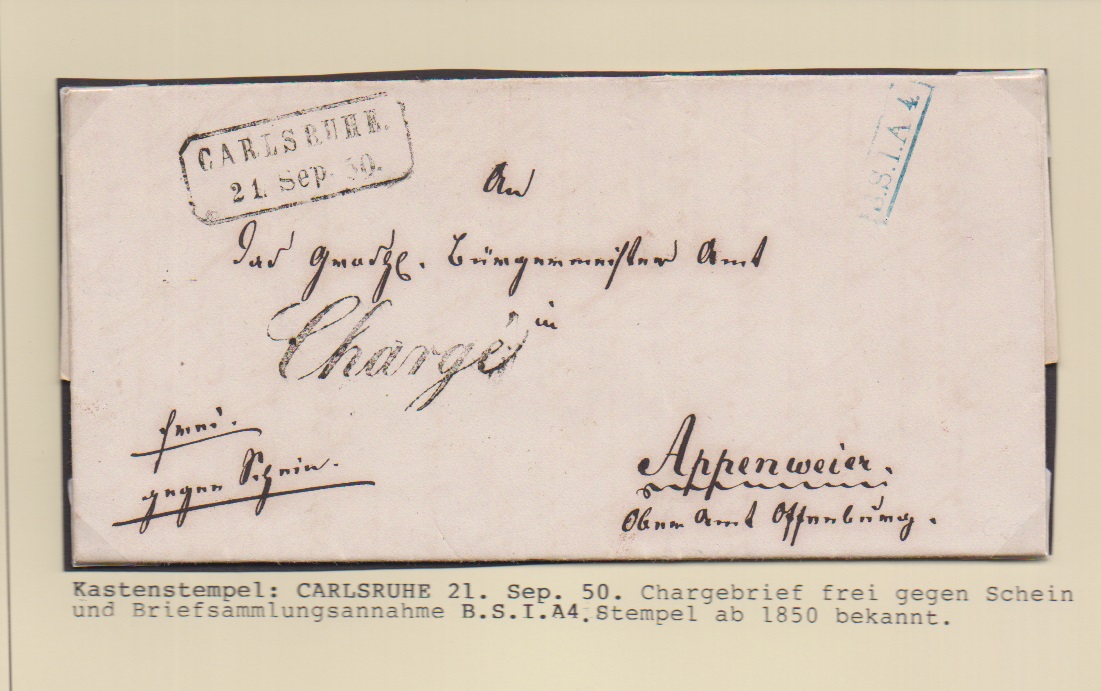 CARLSRUHE.
21. Sep. 50.
B.S.I.A 4.
An
das Großhz. Bürgermeister Amt
in
Chargé
frei.
gegen Schein.
Appenweier.
Ober Amt Offenburg.
Kastenstempel: CARLSRUHE 21. Sep. 50. Chargebrief frei gegen Schein
und Briefsammlungsannahme B.S.I.A4. Stempel ab 1850 bekannt.